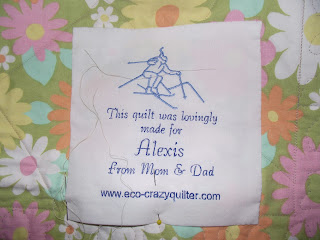 This quilt was lovingly
made for
Alexis
From Mom & Dad
www.eco-crazyquilter.com